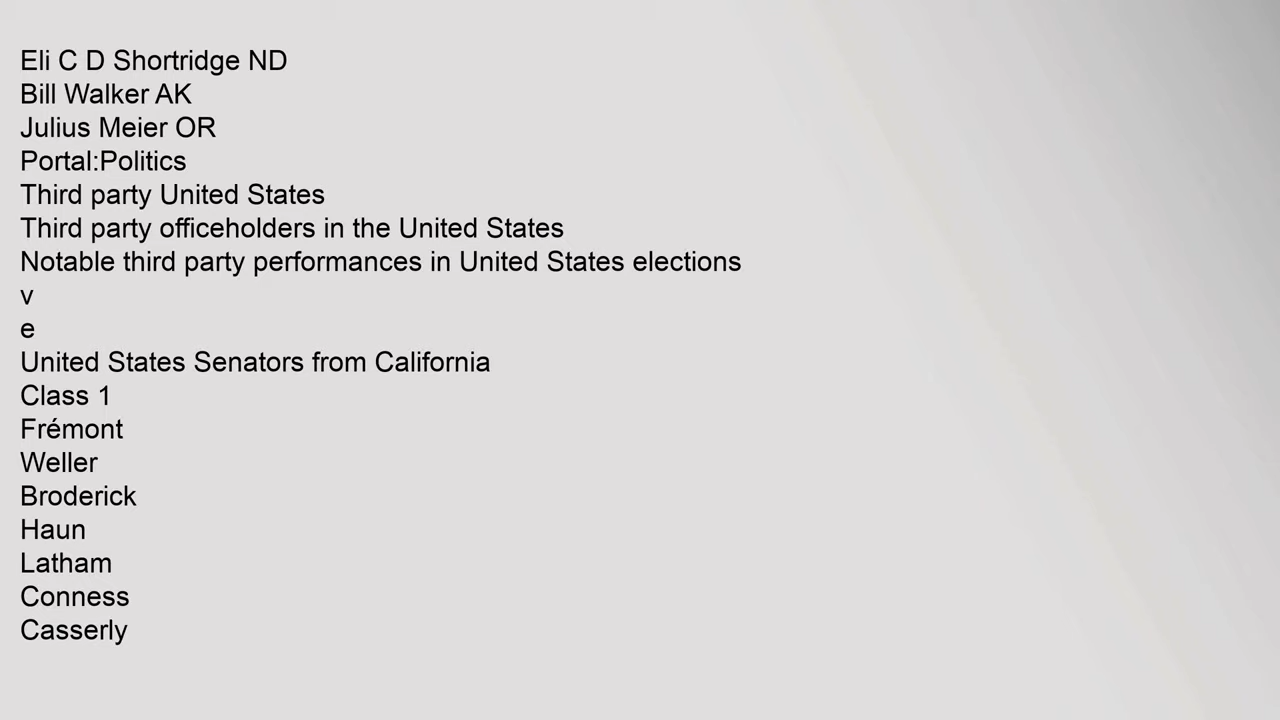 Eli C D Shortridge ND
Bill Walker AK
Julius Meier OR
Portal:Politics
Third party United States
Third party officeholders in the United States
Notable third party performances in United States elections
v
e
United States Senators from California
Class 1
Frémont
Weller
Broderick
Haun
Latham
Conness
Casserly